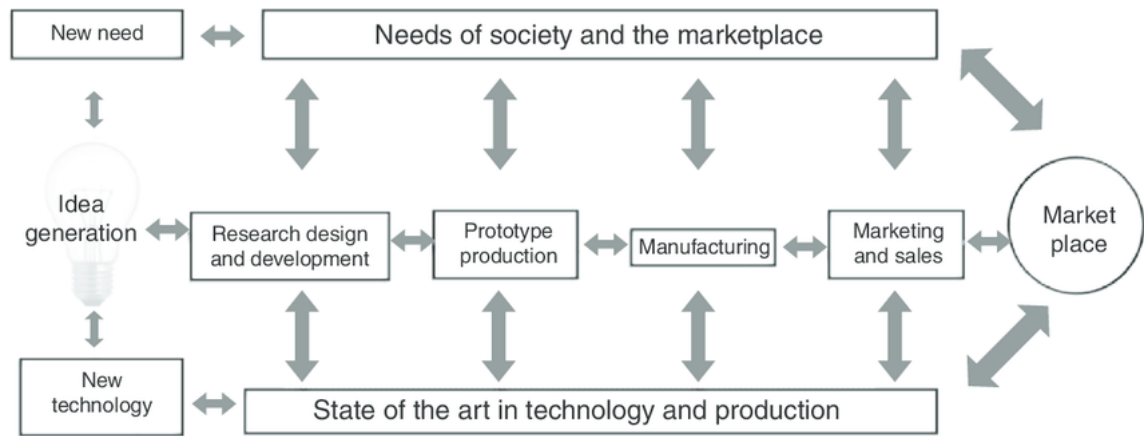 New need
Needs of society and the marketplace
Idea
generation
Research design
and development
Prototype
production
Manufacturing
Marketing
and sales
Market
place
New
technology
State of the art in technology and production